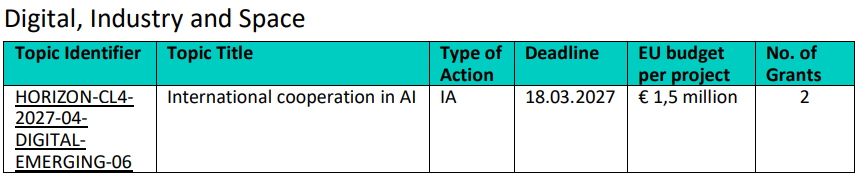 Digital, Industry and Space
Topic Identifier Topic Title Type of Action Deadline EU budget per project No. of Grants
HORIZON-CL4-2027-04-DIGITAL-EMERGING-06 International cooperation in AI IA 18.03.2027 € 1,5 million 2